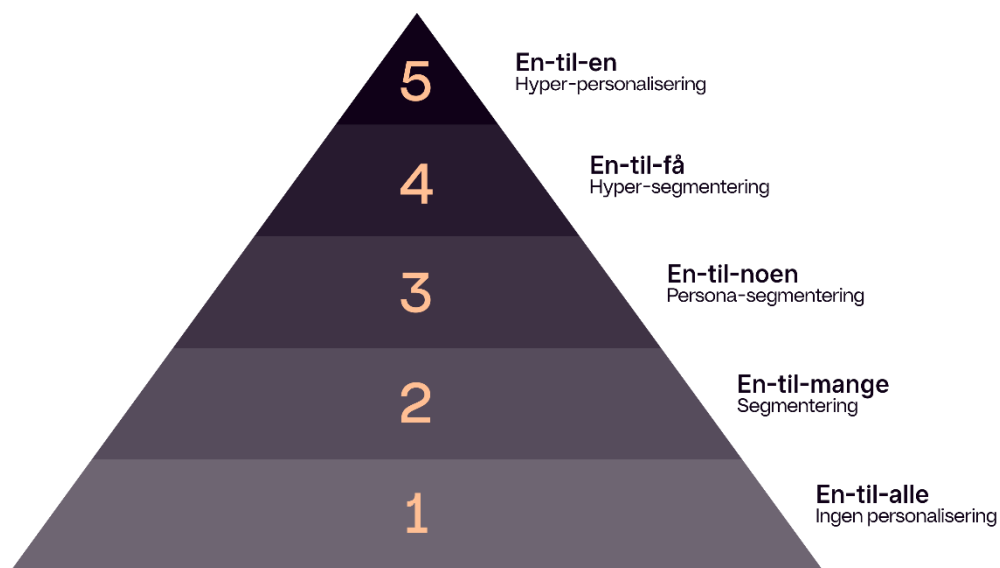 5
En-til-en
Hyper-personalisering
4
En-til-få
Hyper-segmentering
3
En-til-noen
Persona-segmentering
2
En-til-mange
Segmentering
1
En-til-alle
Ingen personalisering